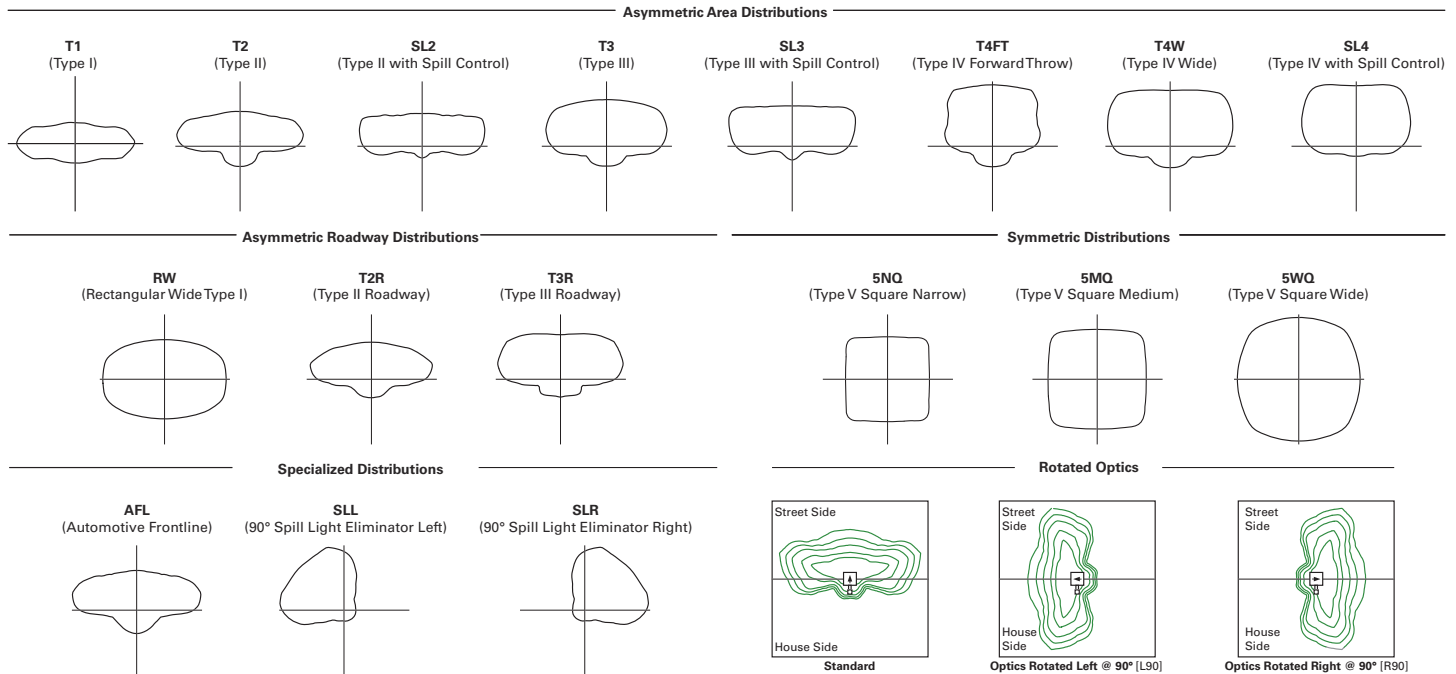 Asymmetric Area Distributions
T1
(Type I)
T2
(Type II)
SL2
(Type II with Spill Control)
T3
(Type III)
SL3
(Type III with Spill Control)
T4FT
(Type IV Forward Throw)
T4W
(Type IV Wide)
SL4
(Type IV with Spill Control)
Asymmetric Roadway Distributions
RW
(Rectangular Wide Type I)
T2R
(Type II Roadway)
T3R
(Type III Roadway)
Symmetric Distributions
5NQ
(Type V Square Narrow)
5MQ
(Type V Square Medium)
5WQ
(Type V Square Wide)
Specialized Distributions
AFL
(Automotive Frontline)
SLL
(90° Spill Light Eliminator Left)
SLR
(90° Spill Light Eliminator Right)
Rotated Optics
Street Side
House Side
Standard
Street
Side
House
Side
Optics Rotated Left @ 90° [L90]
Street
Side
House
Side
Optics Rotated Right @ 90° [R90]